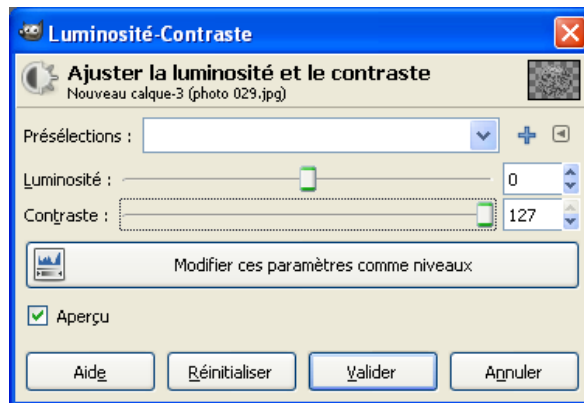 Luminosité-Contraste
Ajuster la luminosité et le contraste
Nouveau calque-3 (photo 029.jpg)
Présélections :
Luminosité : 0
Contraste : 127
Modifier ces paramètres comme niveaux
Aperçu
Aide Réinitialiser Valider Annuler